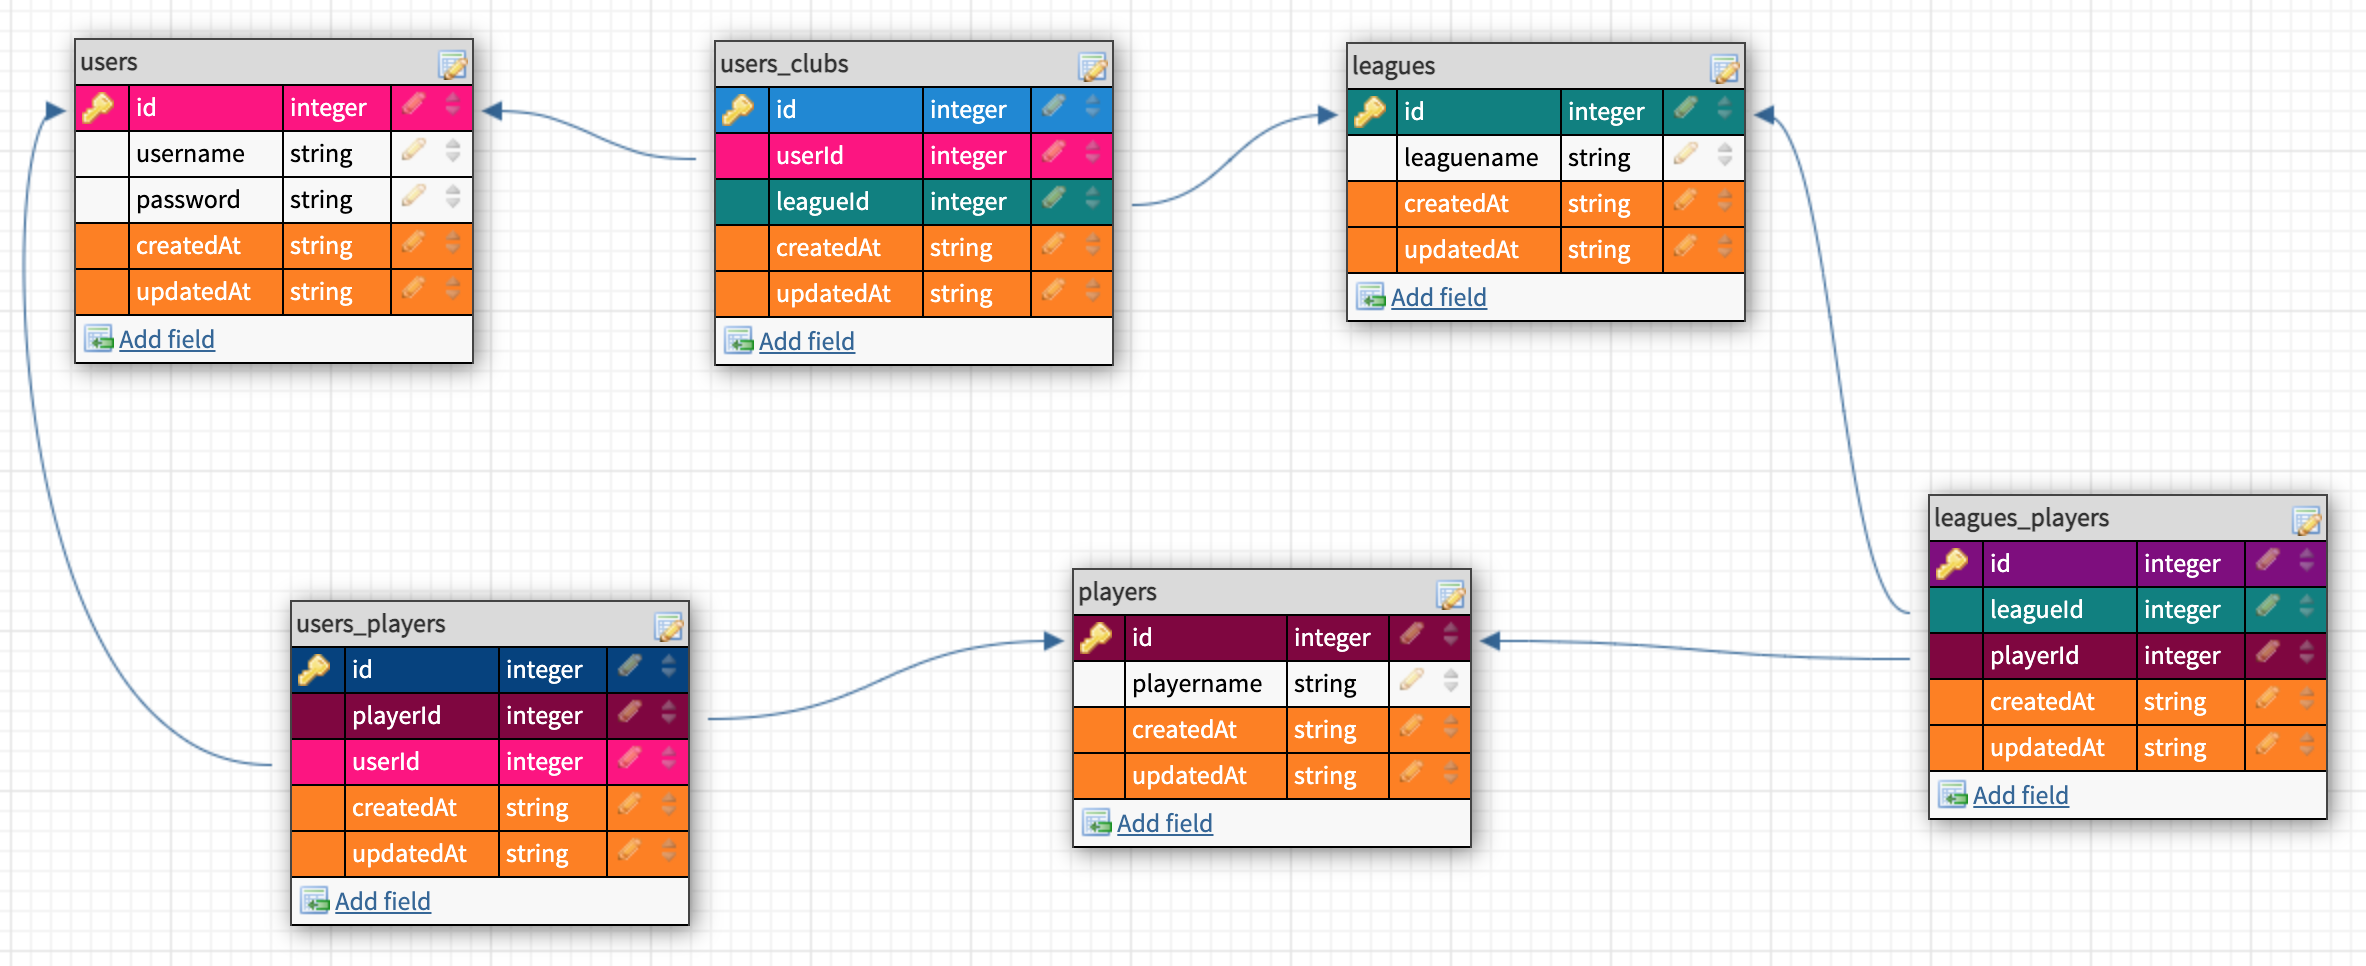 users
id integer
username string
password string
createdAt string
updatedAt string
Add field
users_clubs
id integer
userId integer
leagueId integer
createdAt string
updatedAt string
Add field
leagues
id integer
leaguename string
createdAt string
updatedAt string
Add field
users_players
id integer
playerId integer
userId integer
createdAt string
updatedAt string
Add field
players
id integer
playername string
createdAt string
updatedAt string
Add field
leagues_players
id integer
leagueId integer
playerId integer
createdAt string
updatedAt string
Add field